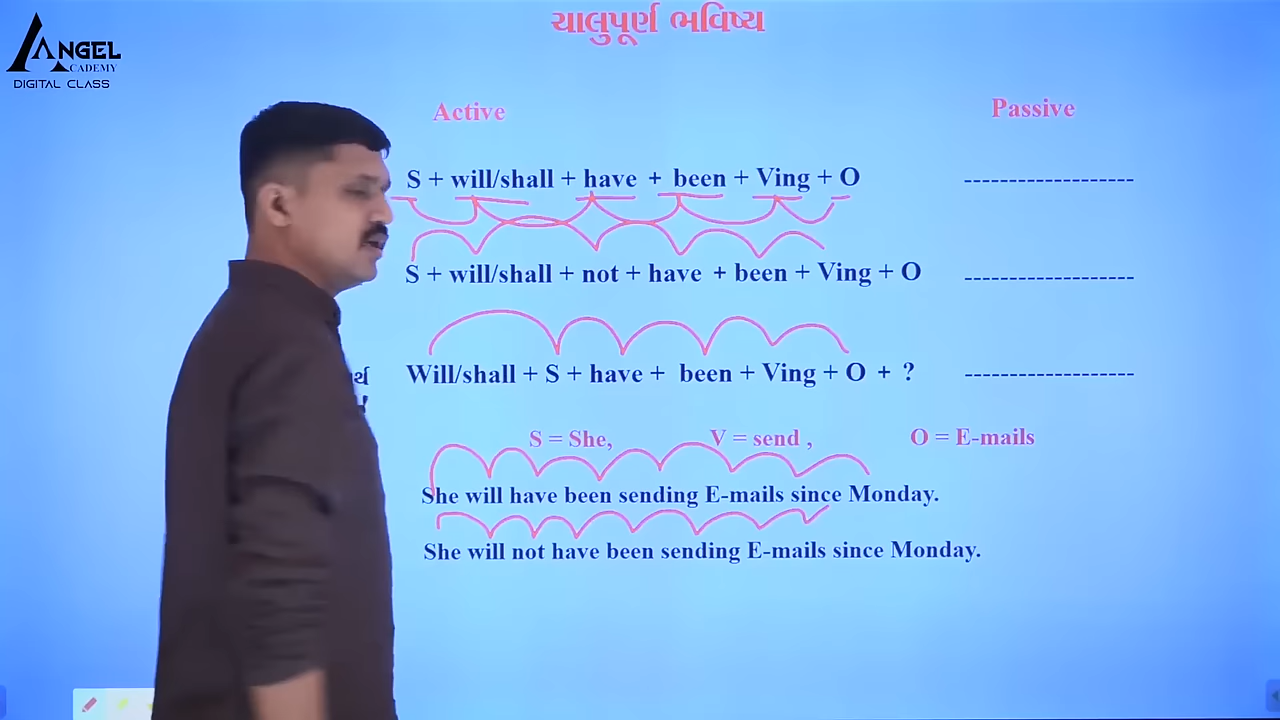 ANGEL
ACADEMY
DIGITAL CLASS
ચાલુપૂર્ણ ભવિષ્ય
Active Passive
S + will/shall + have + been + Ving + O -------------------
S + will/shall + not + have + been + Ving + O -------------------
Will/shall + S + have + been + Ving + O + ? -------------------
S = She, V = send , O = E-mails
She will have been sending E-mails since Monday.
She will not have been sending E-mails since Monday.